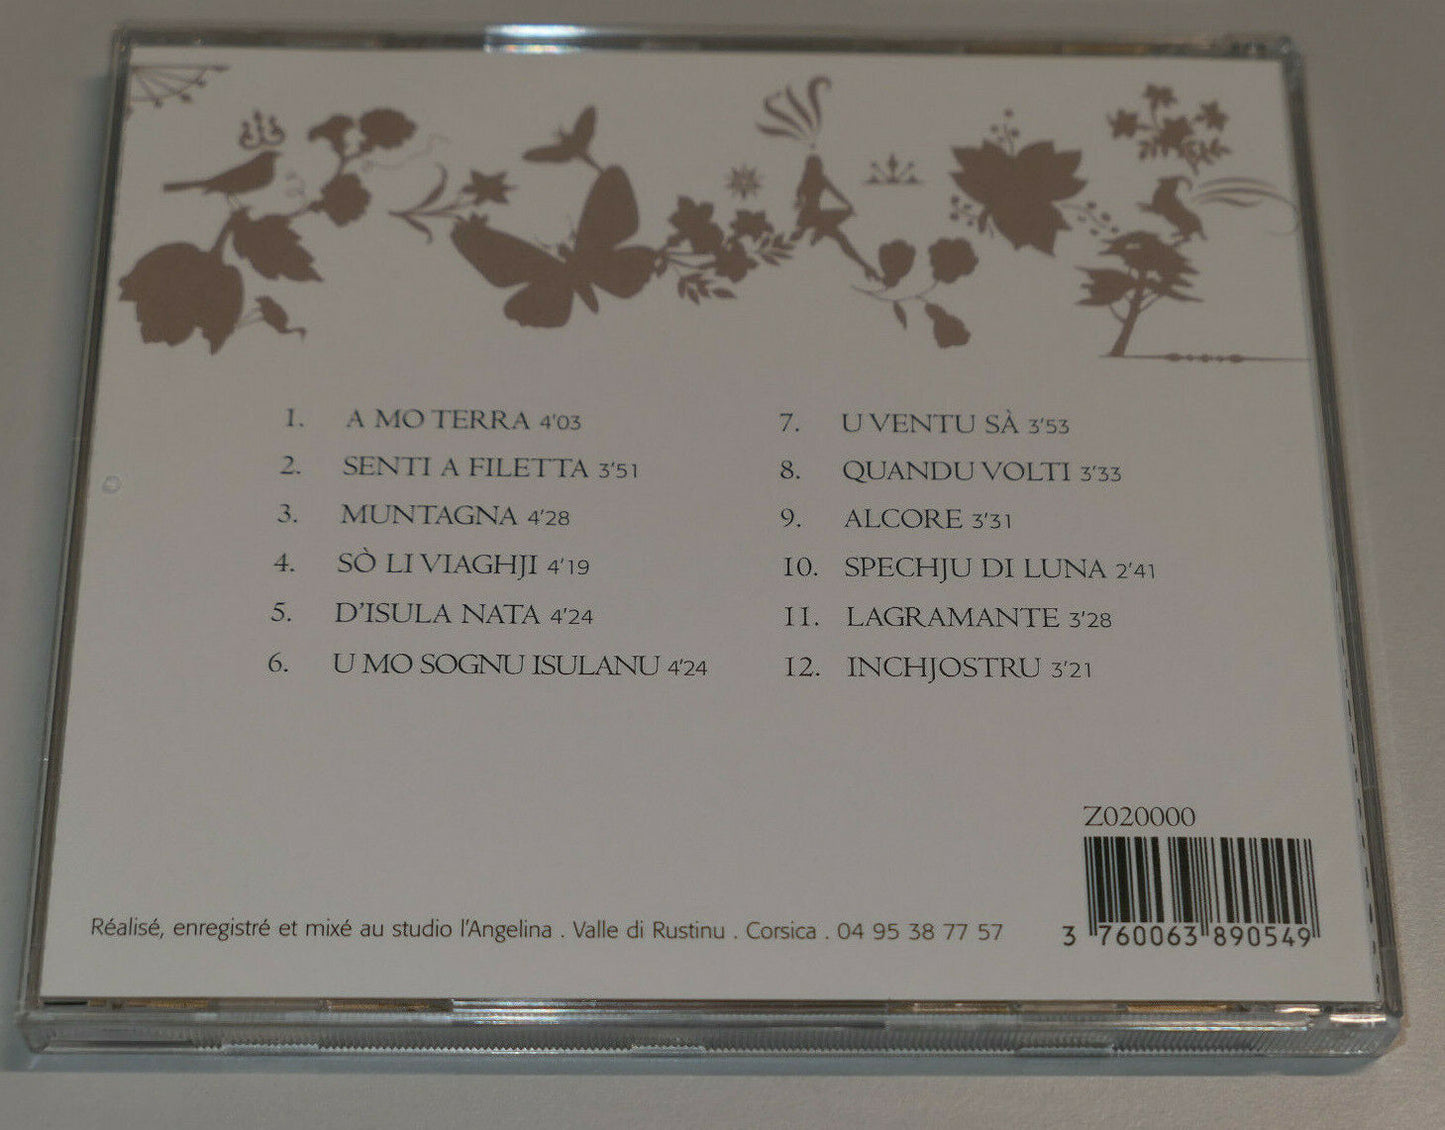 1. A MO TERRA 4'03
2. SENTI A FILETTA 3'51
3. MUNTAGNA 4'28
4. SÒ LI VIAGHJI 4'19
5. D'ISULA NATA 4'24
6. U MO SOGNU ISULANU 4'24
7. U VENTU SÀ 3'53
8. QUANDU VOLTI 3'33
9. ALCORE 3'31
10. SPECHJU DI LUNA 2'41
11. LAGRAMANTE 3'28
12. INCHJOSTRU 3'21
Z020000
Réalisé, enregistré et mixé au studio l'Angelina . Valle di Rustinu . Corsica . 04 95 38 77 57
3 760063 890549